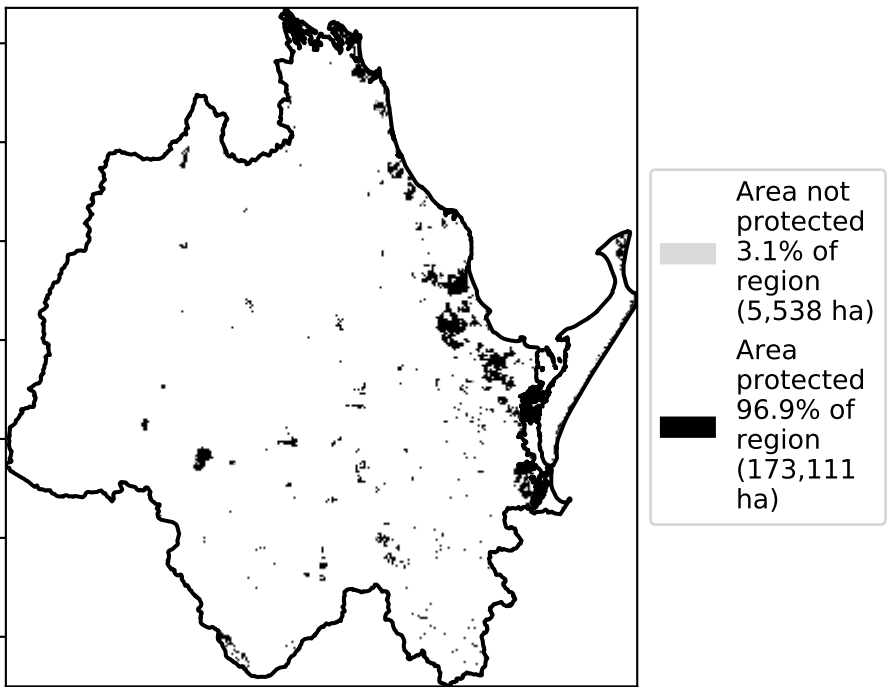 Area not
protected
3.1% of
region
(5,538 ha)
Area
protected
96.9% of
region
(173,111
ha)